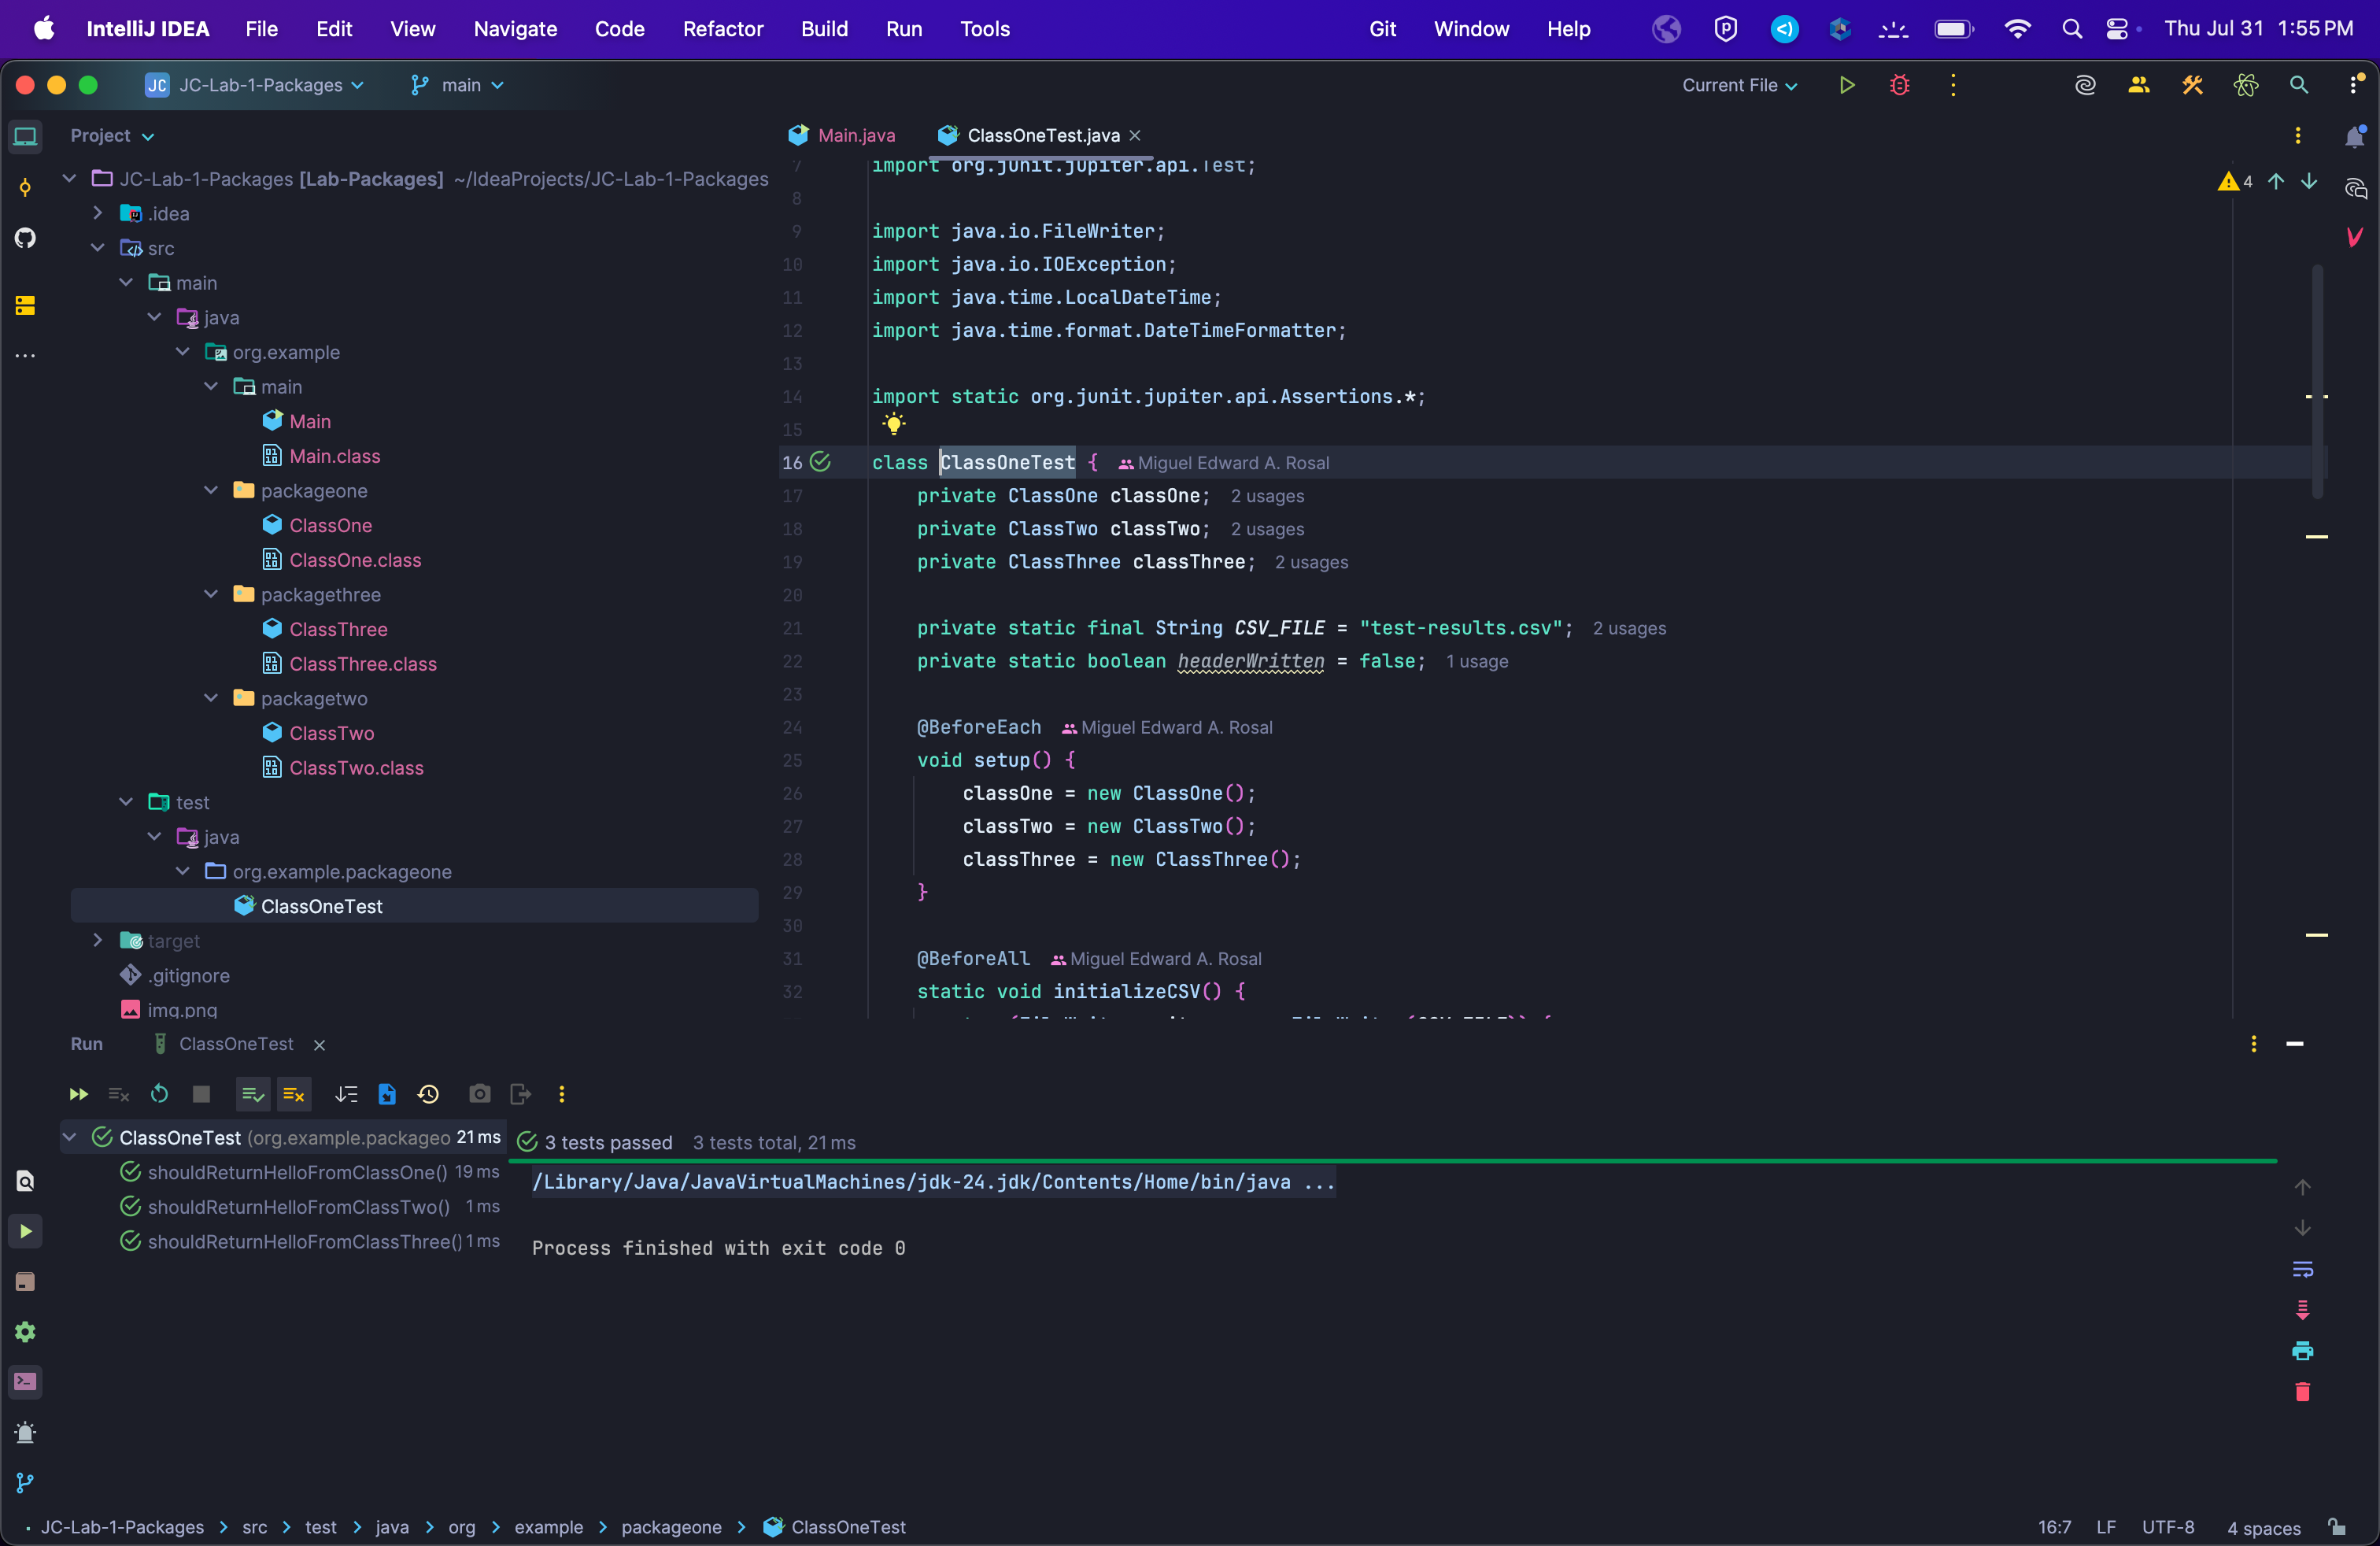 IntelliJ IDEA File Edit View Navigate Code Refactor Build Run Tools Git Window Help Thu Jul 31 1:55 PM
JC JC-Lab-1-Packages main Current File
Project
Main.java ClassOneTest.java
JC-Lab-1-Packages [Lab-Packages] ~/IdeaProjects/JC-Lab-1-Packages
.idea
src
main
java
org.example
main
Main
Main.class
packageone
ClassOne
ClassOne.class
packagethree
ClassThree
ClassThree.class
packagetwo
ClassTwo
ClassTwo.class
test
java
org.example.packageone
ClassOneTest
target
.gitignore
img.png
4
7 import org.junit.jupiter.api.Test;
8
9 import java.io.FileWriter;
10 import java.io.IOException;
11 import java.time.LocalDateTime;
12 import java.time.format.DateTimeFormatter;
13
14 import static org.junit.jupiter.api.Assertions.*;
15
16 class ClassOneTest { Miguel Edward A. Rosal
17 private ClassOne classOne; 2 usages
18 private ClassTwo classTwo; 2 usages
19 private ClassThree classThree; 2 usages
20
21 private static final String CSV_FILE = "test-results.csv"; 2 usages
22 private static boolean headerWritten = false; 1 usage
23
24 @BeforeEach Miguel Edward A. Rosal
25 void setup() {
26 classOne = new ClassOne();
27 classTwo = new ClassTwo();
28 classThree = new ClassThree();
29 }
30
31 @BeforeAll Miguel Edward A. Rosal
32 static void initializeCSV() {
Run ClassOneTest
ClassOneTest (org.example.packageo 21 ms
shouldReturnHelloFromClassOne() 19 ms
shouldReturnHelloFromClassTwo() 1 ms
shouldReturnHelloFromClassThree() 1 ms
3 tests passed 3 tests total, 21 ms
/Library/Java/JavaVirtualMachines/jdk-24.jdk/Contents/Home/bin/java ...
Process finished with exit code 0
JC-Lab-1-Packages src test java org example packageone ClassOneTest
16:7 LF UTF-8 4 spaces